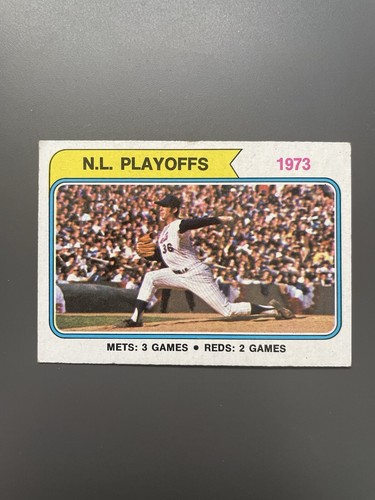 N.L. PLAYOFFS 1973
36
METS: 3 GAMES • REDS: 2 GAMES